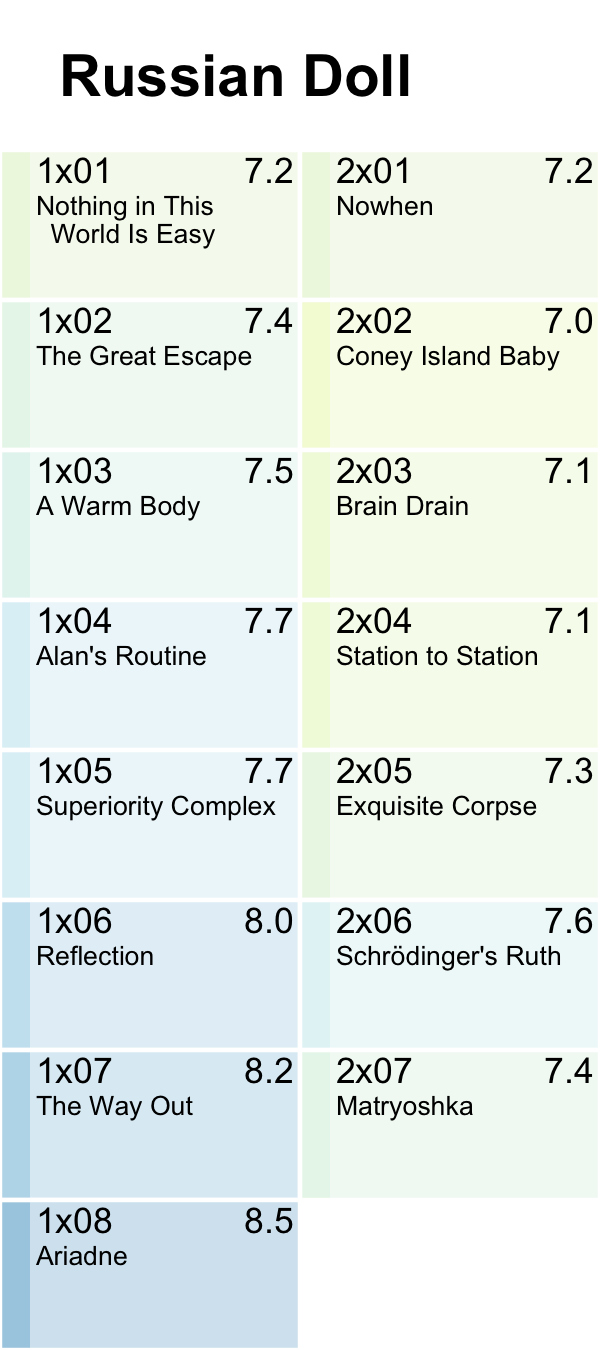 Russian Doll
1x01 7.2
Nothing in This
World Is Easy
2x01 7.2
Nowhen
1x02 7.4
The Great Escape
2x02 7.0
Coney Island Baby
1x03 7.5
A Warm Body
2x03 7.1
Brain Drain
1x04 7.7
Alan's Routine
2x04 7.1
Station to Station
1x05 7.7
Superiority Complex
2x05 7.3
Exquisite Corpse
1x06 8.0
Reflection
2x06 7.6
Schrödinger's Ruth
1x07 8.2
The Way Out
2x07 7.4
Matryoshka
1x08 8.5
Ariadne